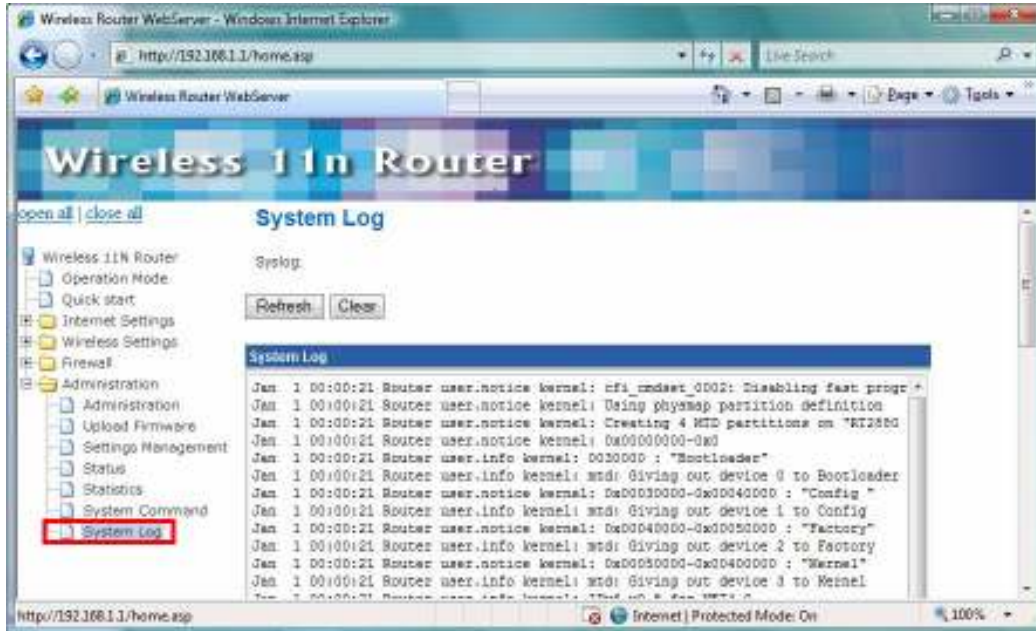 Wireless Router WebServer - Windows Internet Explorer
http://192.168.1.1/home.asp
Live Search
Wireless Router WebServer
Page
Tools
Wireless 11n Router
open all | close all
Wireless 11N Router
Operation Mode
Quick start
Internet Settings
Wireless Settings
Firewall
Administration
Administration
Upload Firmware
Settings Management
Status
Statistics
System Command
System Log
System Log
Syslog:
Refresh
Clear
System Log
Jan 1 00:00:21 Router user.notice kernel: cfi_cmdset_0002: Disabling fast progr
Jan 1 00:00:21 Router user.notice kernel: Using physmap partition definition
Jan 1 00:00:21 Router user.notice kernel: Creating 4 MTD partitions on "RT2880
Jan 1 00:00:21 Router user.notice kernel: 0x00000000-0x0
Jan 1 00:00:21 Router user.info kernel: 0030000 : "Bootloader"
Jan 1 00:00:21 Router user.info kernel: mtd: Giving out device 0 to Bootloader
Jan 1 00:00:21 Router user.notice kernel: 0x00030000-0x00040000 : "Config "
Jan 1 00:00:21 Router user.info kernel: mtd: Giving out device 1 to Config
Jan 1 00:00:21 Router user.notice kernel: 0x00040000-0x00050000 : "Factory"
Jan 1 00:00:21 Router user.info kernel: mtd: Giving out device 2 to Factory
Jan 1 00:00:21 Router user.notice kernel: 0x00050000-0x00400000 : "Kernel"
Jan 1 00:00:21 Router user.info kernel: mtd: Giving out device 3 to Kernel
http://192.168.1.1/home.asp
Internet | Protected Mode: On
100%